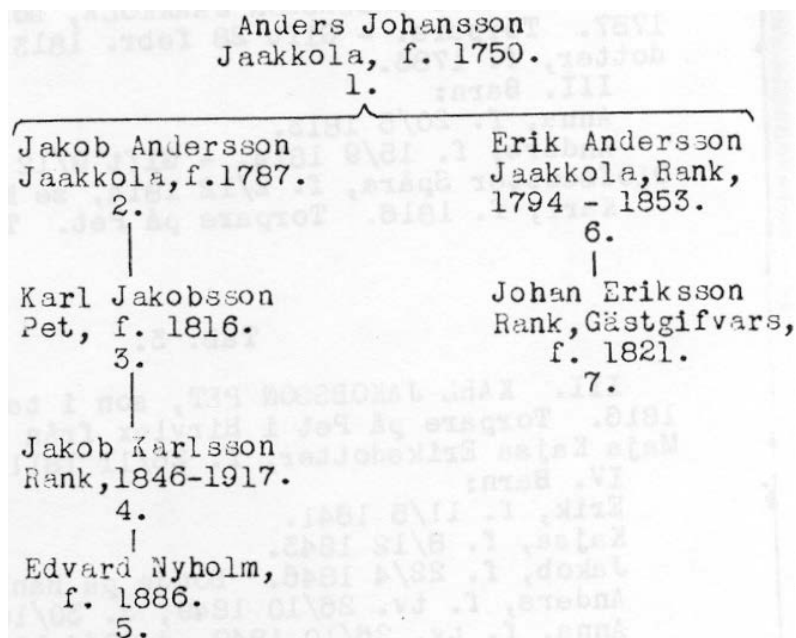 Anders Johansson
Jaakkola, f. 1750.
1.
Jakob Andersson
Jaakkola, f.1787.
2.
Erik Andersson
Jaakkola Rank,
1794 - 1853.
6.
Karl Jakobsson
Pet, f. 1816.
3.
Johan Eriksson
Rank, Gästgifvars,
f. 1821.
7.
Jakob Karlsson
Rank, 1846-1917.
4.
Edvard Nyholm,
f. 1886.
5.